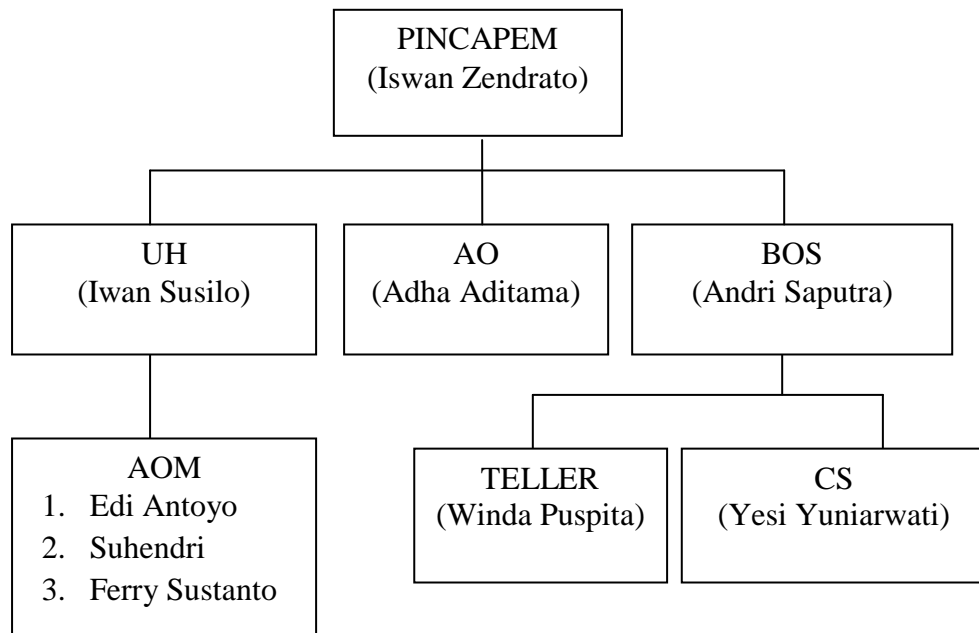 PINCAPEM
(Iswan Zendrato)
UH
(Iwan Susilo)
AO
(Adha Aditama)
BOS
(Andri Saputra)
AOM
1. Edi Antoyo
2. Suhendri
3. Ferry Sustanto
TELLER
(Winda Puspita)
CS
(Yesi Yuniarwati)